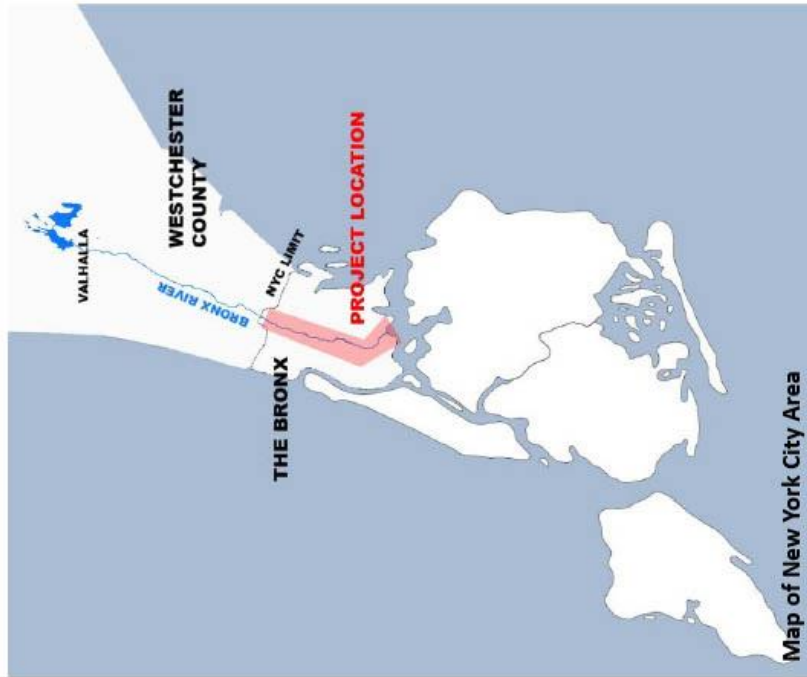 VALHALLA
WESTCHESTER
COUNTY
BRONX RIVER
NYC LIMIT
PROJECT LOCATION
THE BRONX
Map of New York City Area